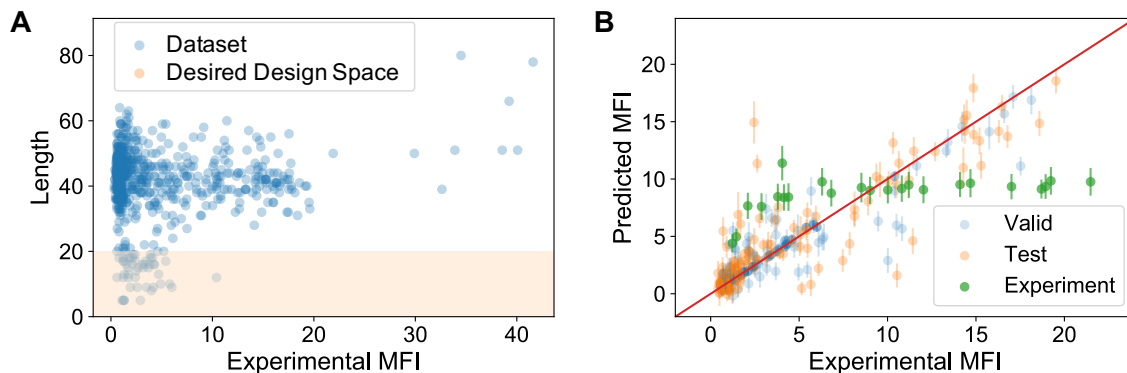 A
Dataset
Desired Design Space
80
60
40
20
0
Length
0 10 20 30 40
Experimental MFI
B
20
15
10
5
0
Predicted MFI
Valid
Test
Experiment
0 5 10 15 20
Experimental MFI